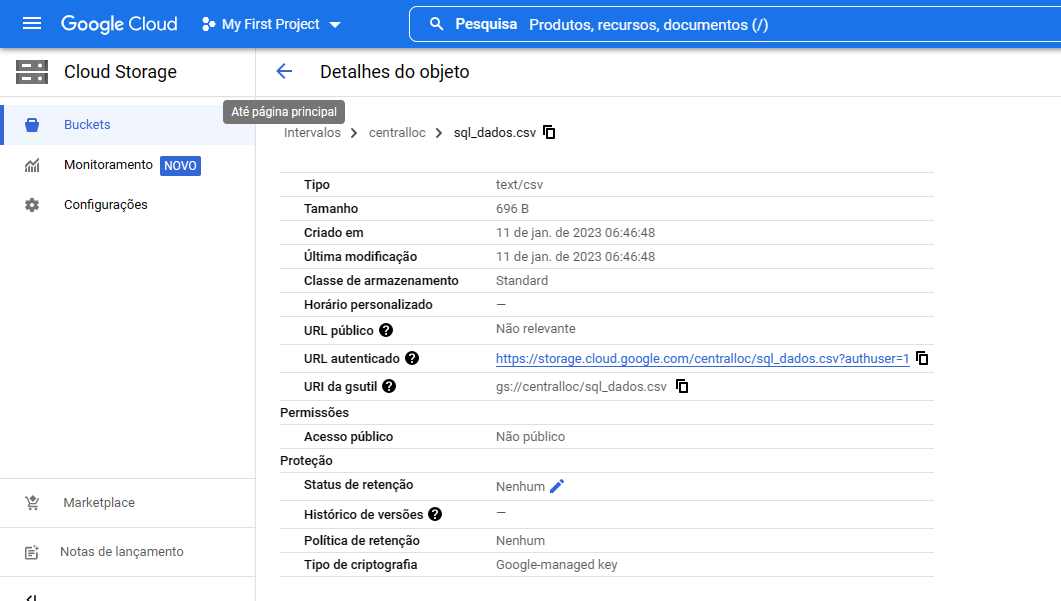 Google Cloud My First Project Pesquisa Produtos, recursos, documentos (/)
Cloud Storage
Detalhes do objeto
Até página principal
Buckets
Monitoramento NOVO
Configurações
Marketplace
Notas de lançamento
Intervalos > centralloc > sql_dados.csv
Tipo text/csv
Tamanho 696 B
Criado em 11 de jan. de 2023 06:46:48
Última modificação 11 de jan. de 2023 06:46:48
Classe de armazenamento Standard
Horário personalizado —
URL público Não relevante
URL autenticado https://storage.cloud.google.com/centralloc/sql_dados.csv?authuser=1
URI da gsutil gs://centralloc/sql_dados.csv
Permissões
Acesso público Não público
Proteção
Status de retenção Nenhum
Histórico de versões —
Política de retenção Nenhum
Tipo de criptografia Google-managed key